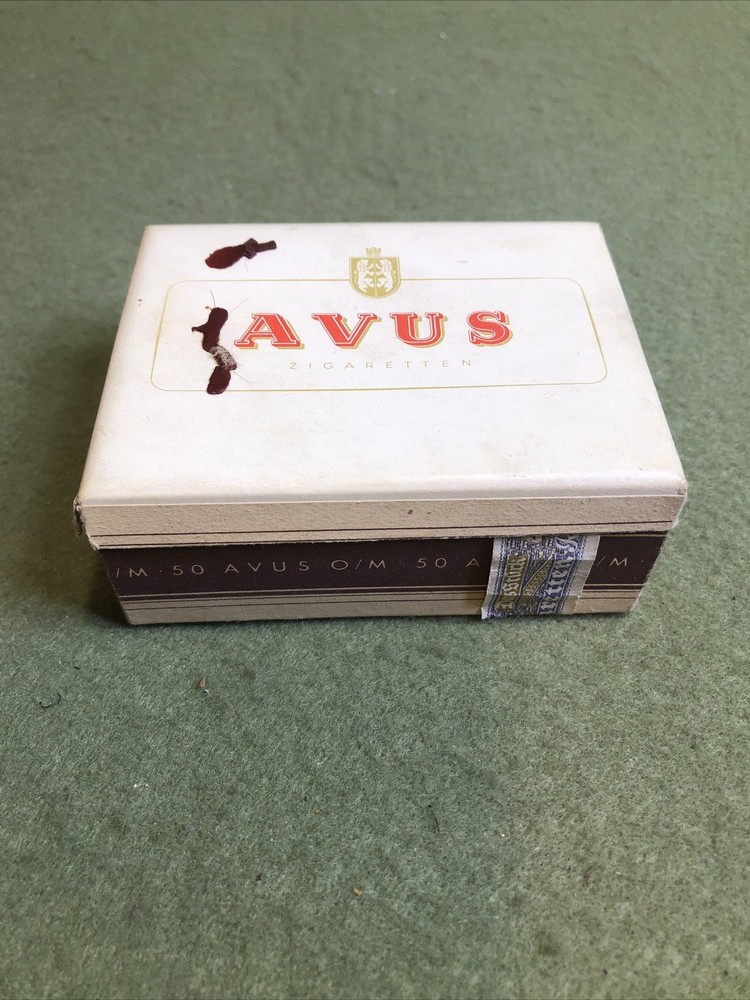 AVUS
ZIGARETTEN
/M · 50 AVUS O/M · 50 A /M ·